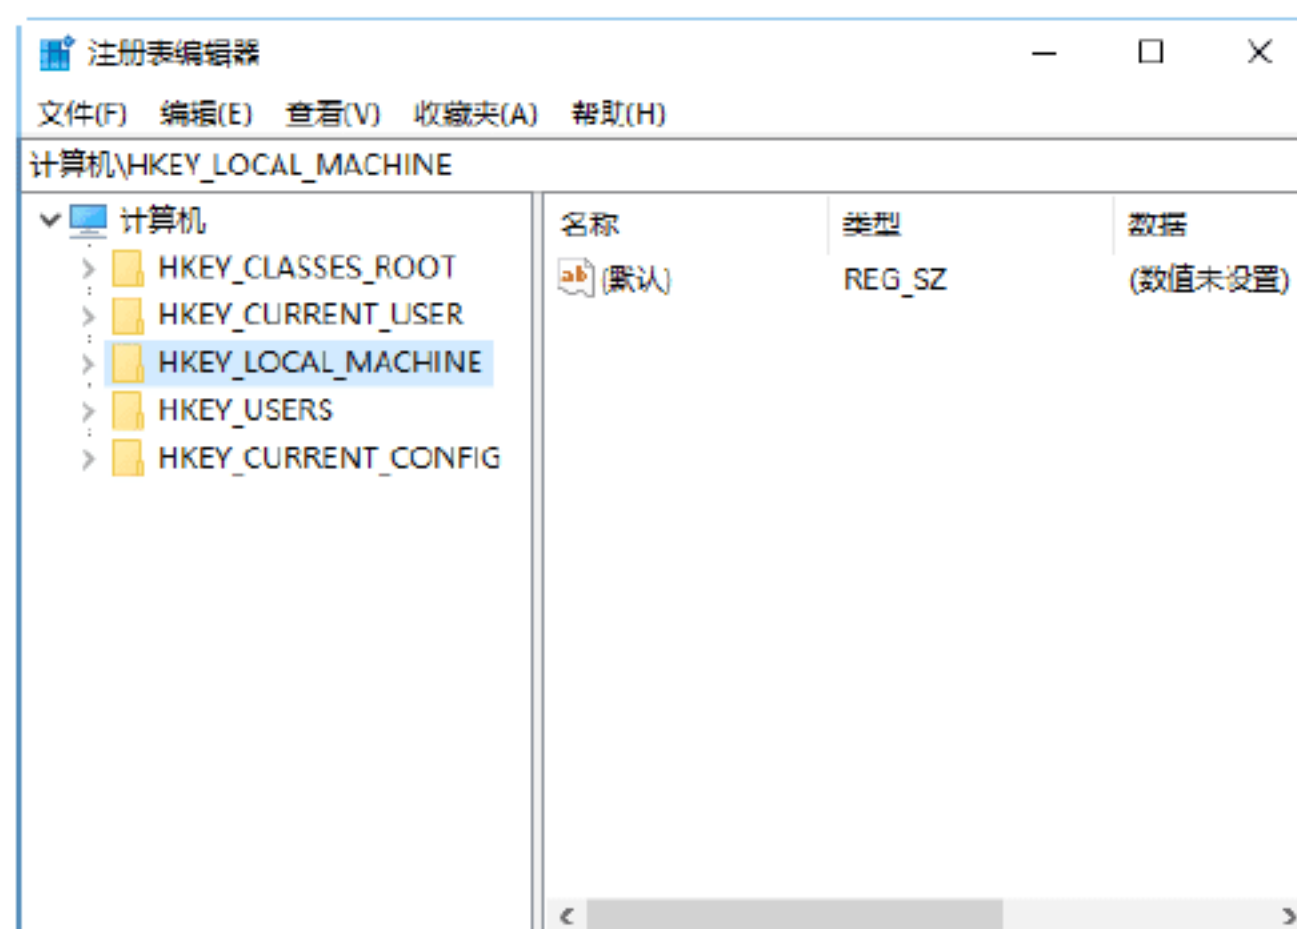 注册表编辑器
文件(F) 编辑(E) 查看(V) 收藏夹(A) 帮助(H)
计算机\HKEY_LOCAL_MACHINE
计算机
HKEY_CLASSES_ROOT
HKEY_CURRENT_USER
HKEY_LOCAL_MACHINE
HKEY_USERS
HKEY_CURRENT_CONFIG
名称 类型 数据
ab (默认) REG_SZ (数值未设置)